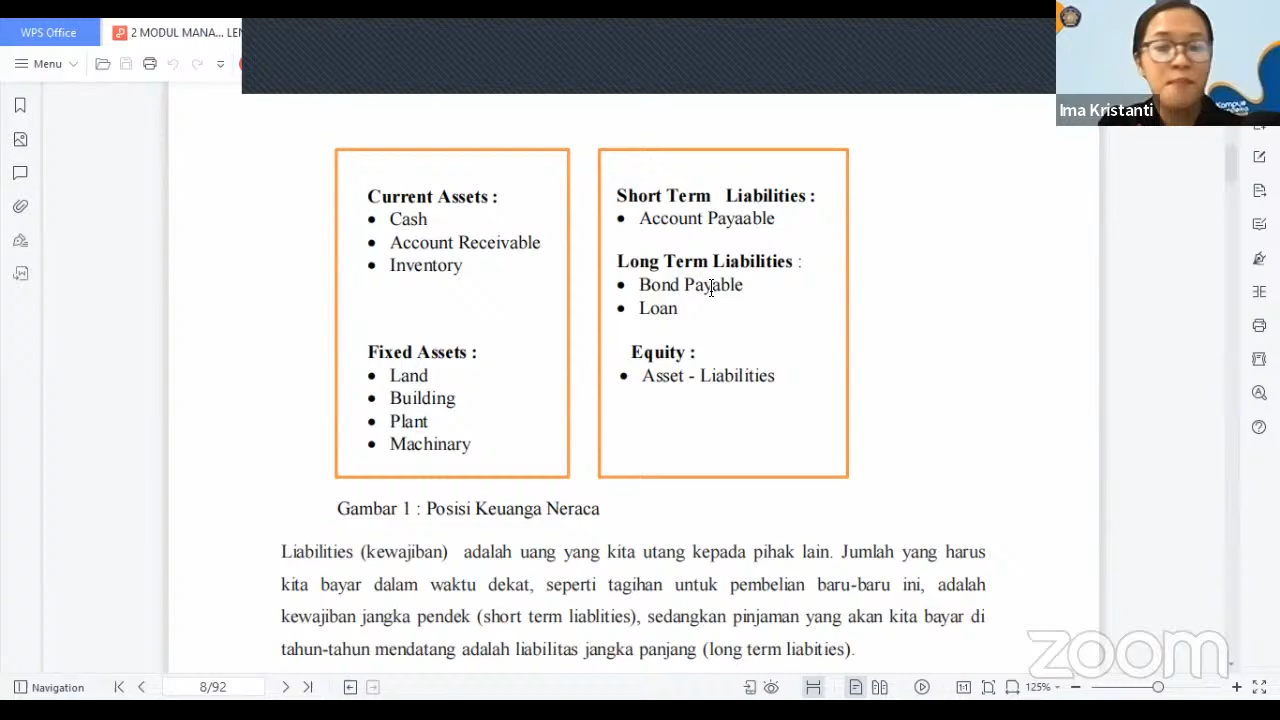 WPS Office
2 MODUL MANA... LEN
Menu
Ima Kristanti
Current Assets :
• Cash
• Account Receivable
• Inventory
Fixed Assets :
• Land
• Building
• Plant
• Machinary
Short Term Liabilities :
• Account Payaable
Long Term Liabilities :
• Bond Payable
• Loan
Equity :
• Asset - Liabilities
Gambar 1 : Posisi Keuanga Neraca
Liabilities (kewajiban) adalah uang yang kita utang kepada pihak lain. Jumlah yang harus
kita bayar dalam waktu dekat, seperti tagihan untuk pembelian baru-baru ini, adalah
kewajiban jangka pendek (short term liablities), sedangkan pinjaman yang akan kita bayar di
tahun-tahun mendatang adalah liabilitas jangka panjang (long term liabities).
zoom
Navigation
8/92
1:1
125%